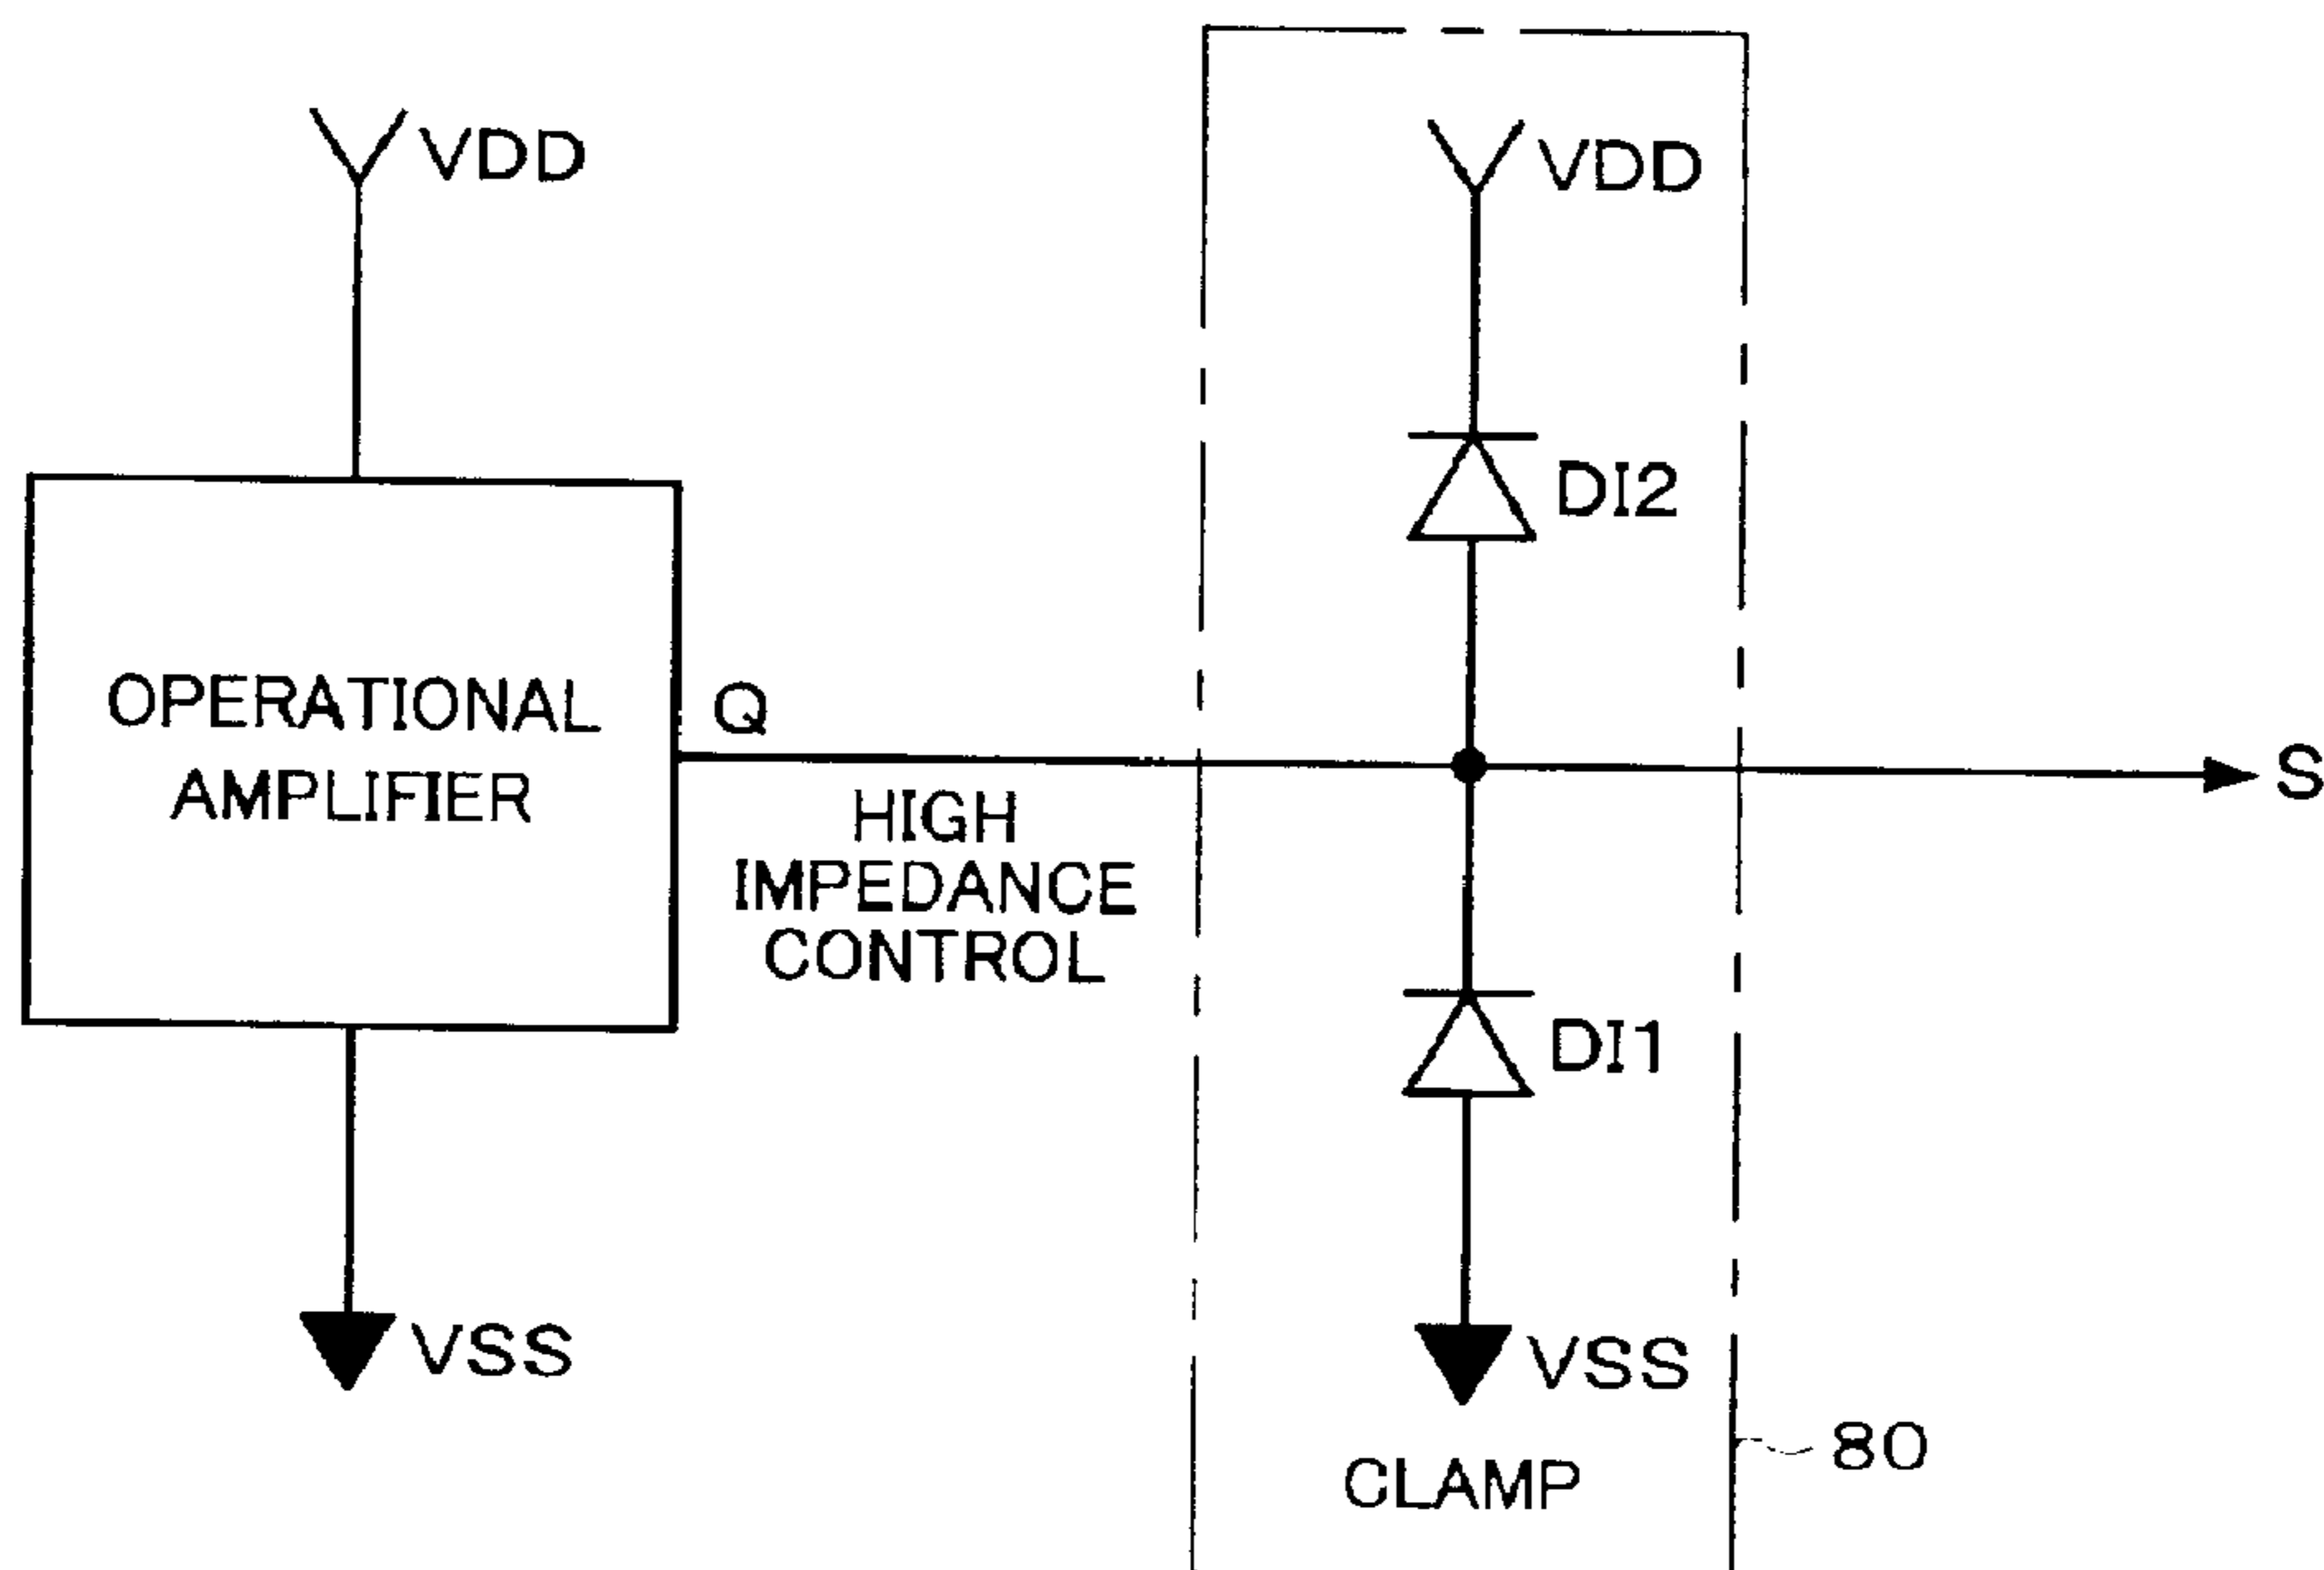 VDD
VDD
DI2
OPERATIONAL
AMPLIFIER
Q
HIGH
IMPEDANCE
CONTROL
S
DI1
VSS
VSS
80
CLAMP